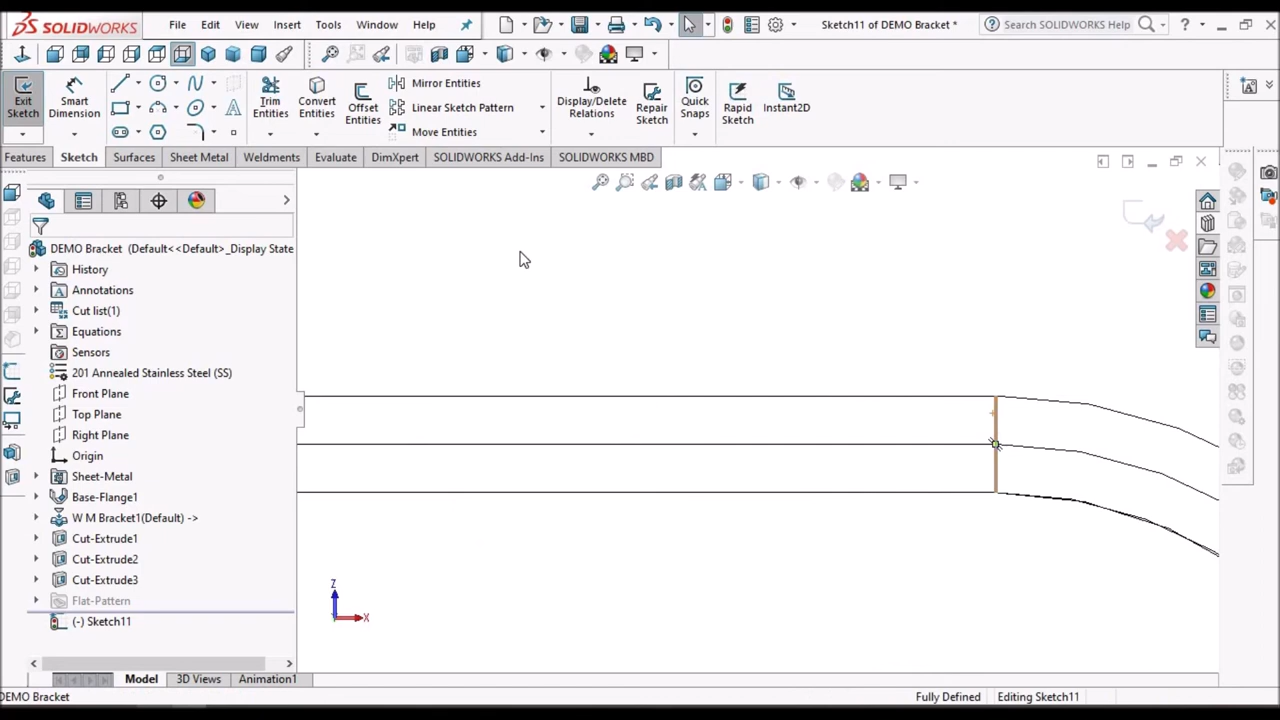 SOLIDWORKS File Edit View Insert Tools Window Help Sketch11 of DEMO Bracket * Search SOLIDWORKS Help ?
Exit Sketch
Smart Dimension
Trim Entities
Convert Entities
Offset Entities
Mirror Entities
Linear Sketch Pattern
Move Entities
Display/Delete Relations
Repair Sketch
Quick Snaps
Rapid Sketch
Instant2D
Features Sketch Surfaces Sheet Metal Weldments Evaluate DimXpert SOLIDWORKS Add-Ins SOLIDWORKS MBD
DEMO Bracket (Default<<Default>_Display State
History
Annotations
Cut list(1)
Equations
Sensors
201 Annealed Stainless Steel (SS)
Front Plane
Top Plane
Right Plane
Origin
Sheet-Metal
Base-Flange1
W M Bracket1(Default) ->
Cut-Extrude1
Cut-Extrude2
Cut-Extrude3
Flat-Pattern
(-) Sketch11
Z
X
Model 3D Views Animation1
DEMO Bracket Fully Defined Editing Sketch11